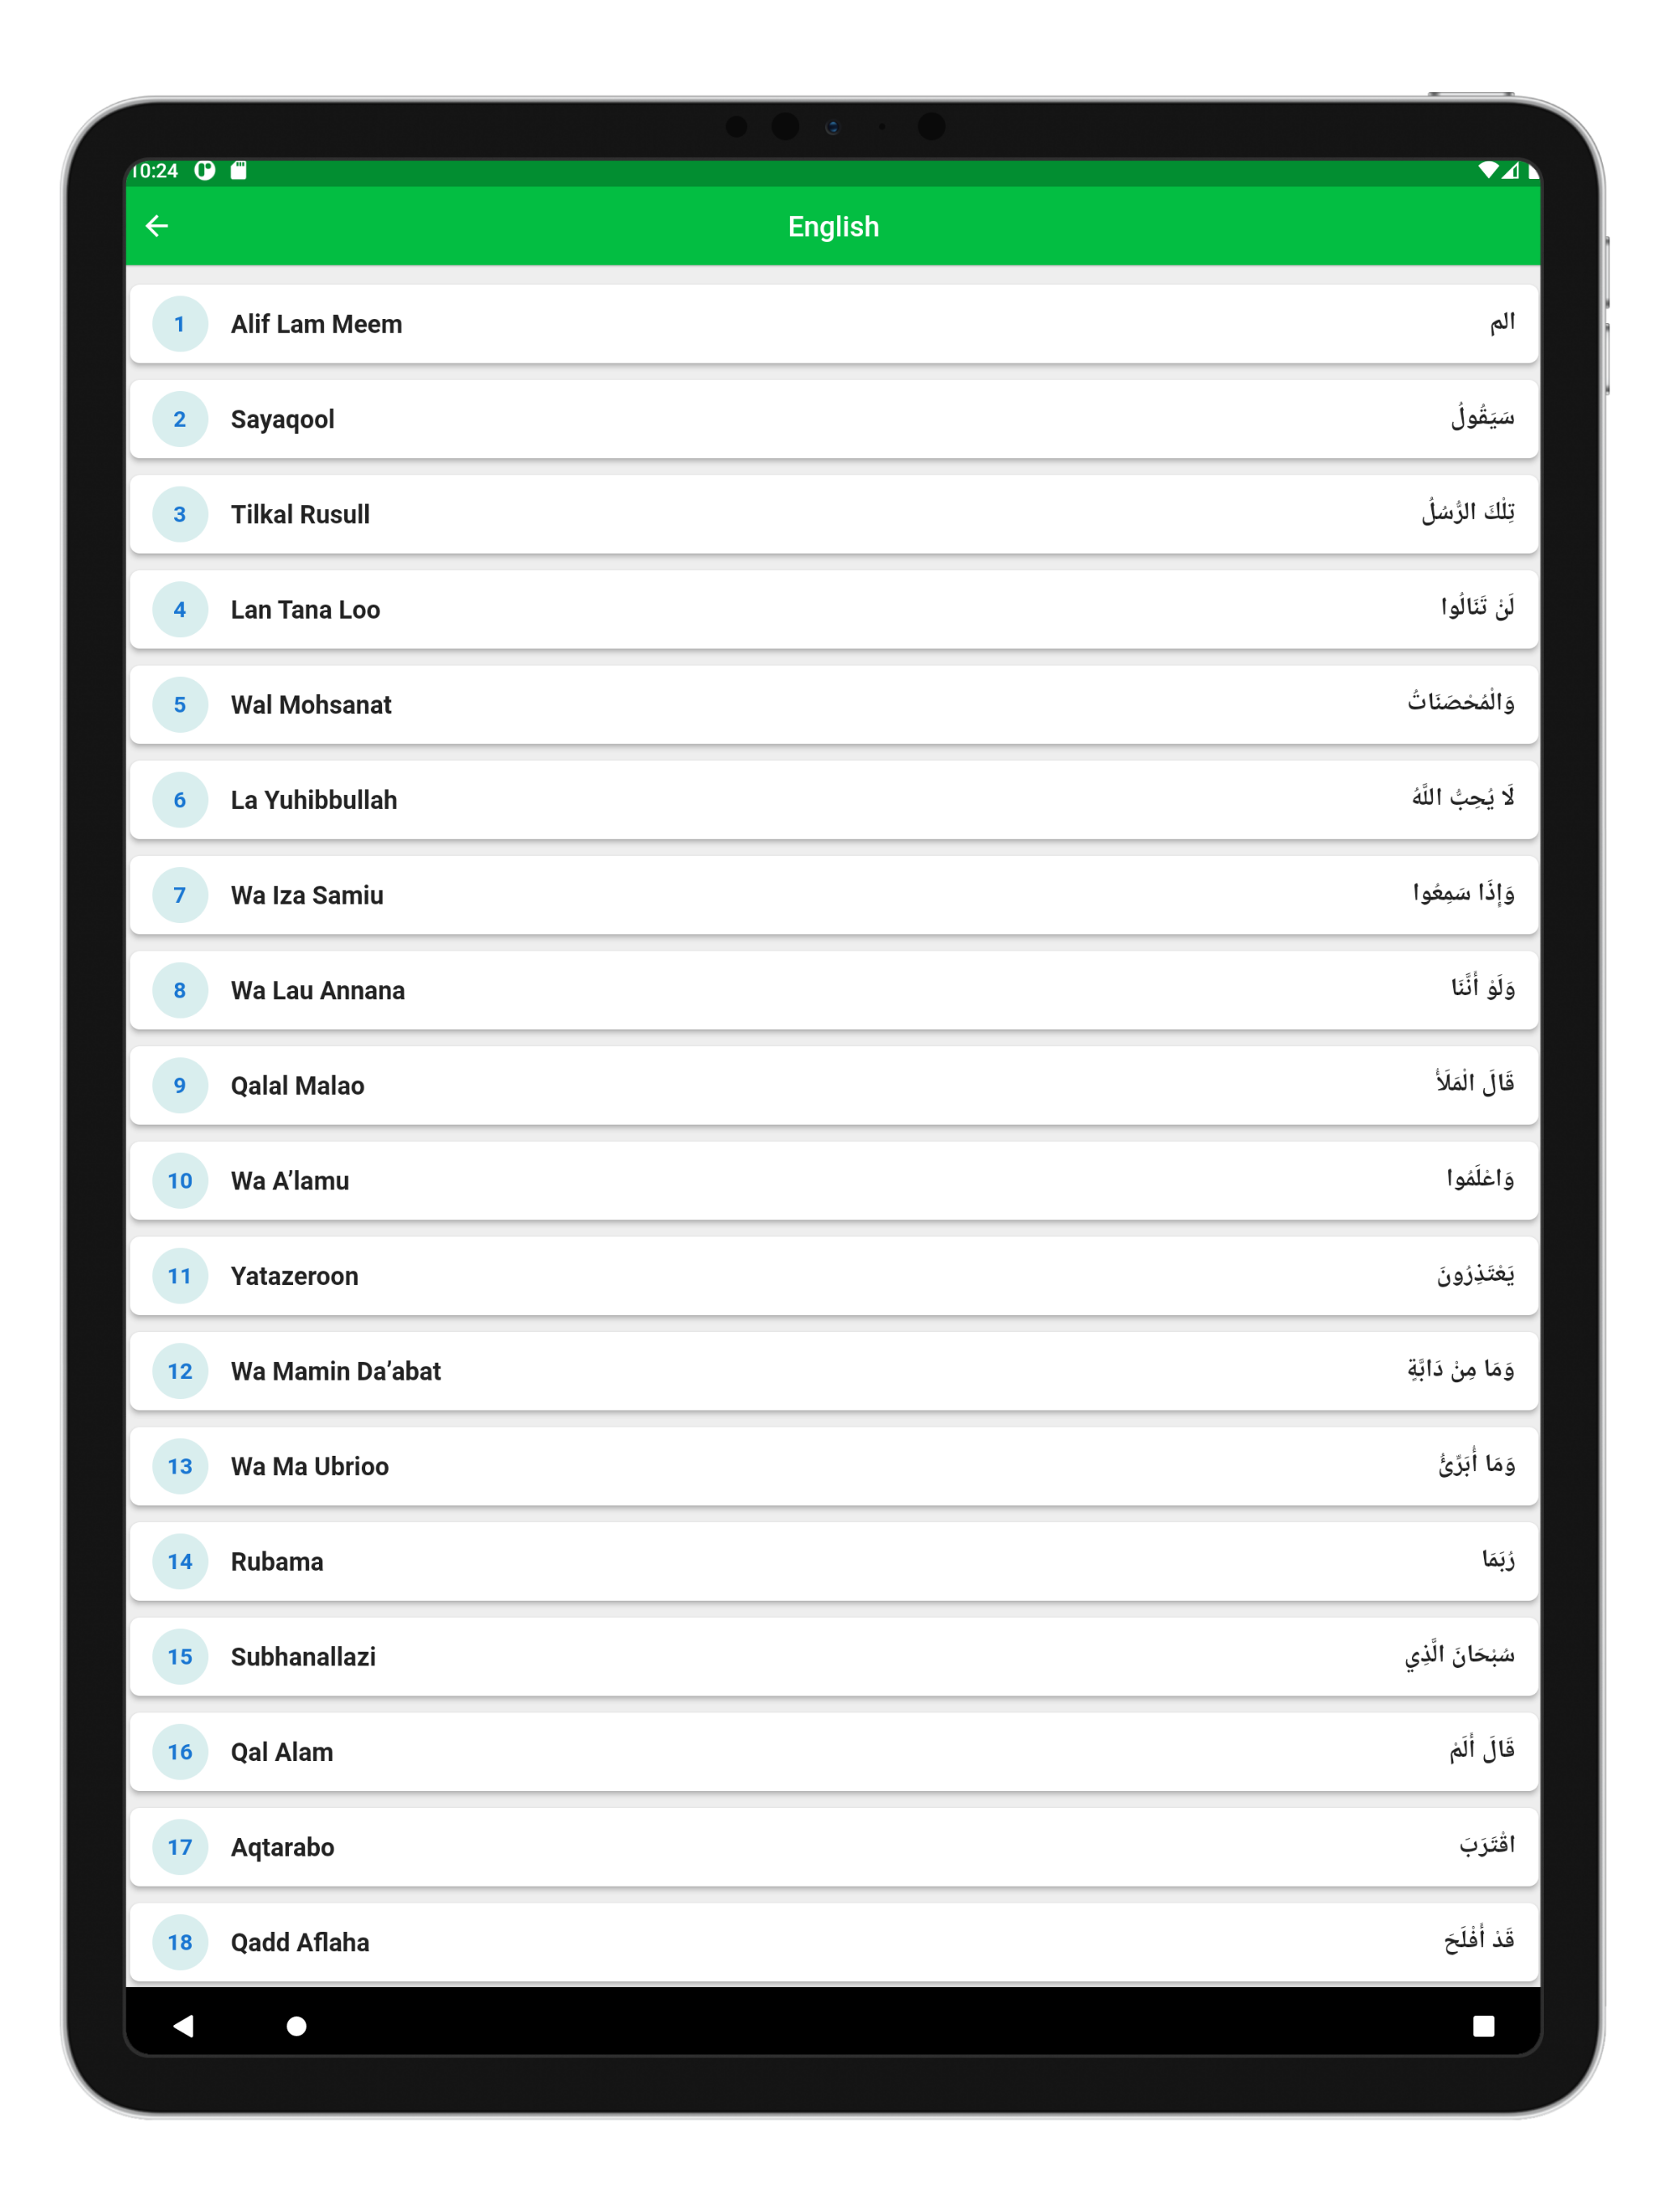 10:24
English
1 Alif Lam Meem الم
2 Sayaqool سَيَقُولُ
3 Tilkal Rusull تِلْكَ الرُّسُلُ
4 Lan Tana Loo لَنْ تَنَالُوا
5 Wal Mohsanat وَالْمُحْصَنَاتُ
6 La Yuhibbullah لَا يُحِبُّ اللَّهُ
7 Wa Iza Samiu وَإِذَا سَمِعُوا
8 Wa Lau Annana وَلَوْ أَنَّنَا
9 Qalal Malao قَالَ الْمَلَأُ
10 Wa A’lamu وَاعْلَمُوا
11 Yatazeroon يَعْتَذِرُونَ
12 Wa Mamin Da’abat وَمَا مِنْ دَابَّةٍ
13 Wa Ma Ubrioo وَمَا أُبَرِّئُ
14 Rubama رُبَمَا
15 Subhanallazi سُبْحَانَ الَّذِي
16 Qal Alam قَالَ أَلَمْ
17 Aqtarabo اقْتَرَبَ
18 Qadd Aflaha قَدْ أَفْلَحَ